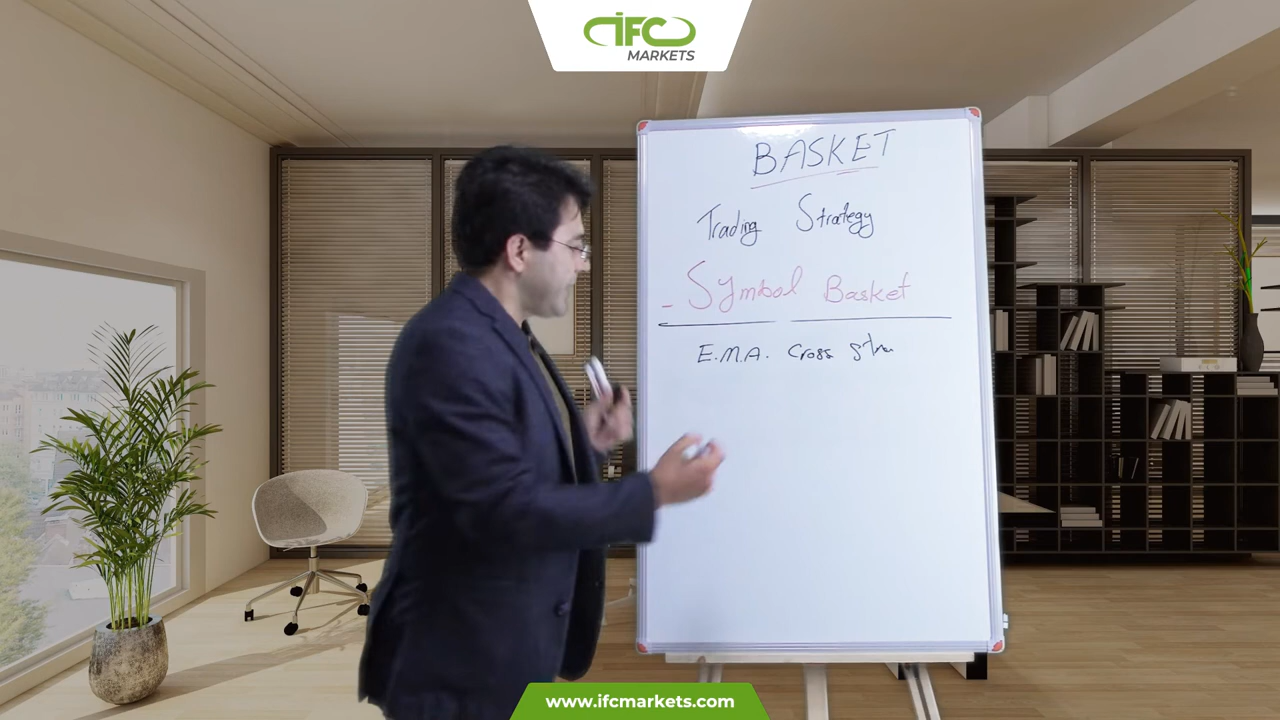 IFC
MARKETS
BASKET
Trading Strategy
- Symbol Basket
E.M.A. Cross
www.ifcmarkets.com